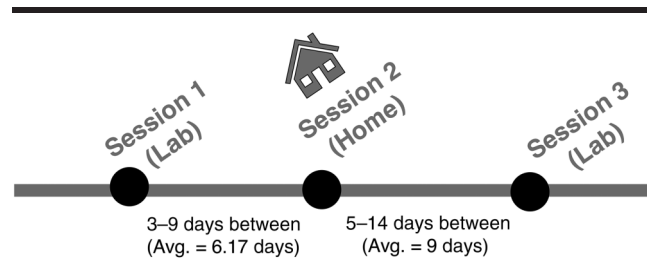 Session 1
(Lab)
Session 2
(Home)
Session 3
(Lab)
3–9 days between
(Avg. = 6.17 days)
5–14 days between
(Avg. = 9 days)